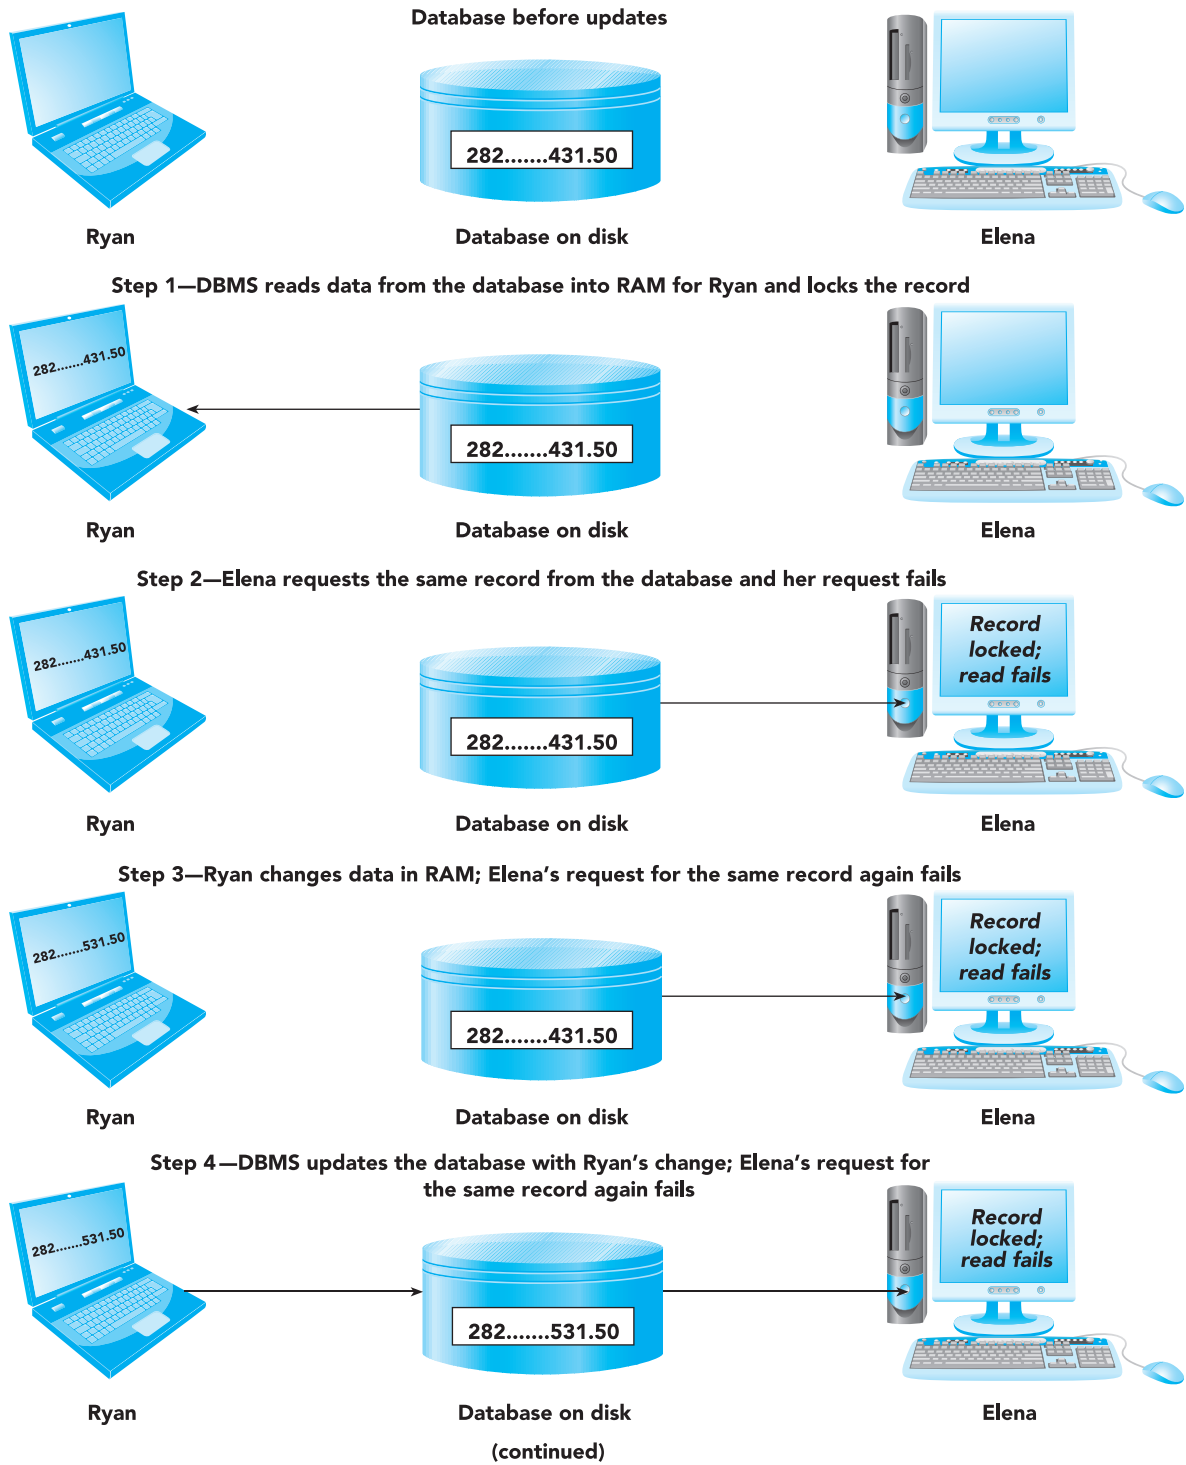 Database before updates
282.......431.50
Ryan
Database on disk
Elena
Step 1—DBMS reads data from the database into RAM for Ryan and locks the record
282.......431.50
282.......431.50
Ryan
Database on disk
Elena
Step 2—Elena requests the same record from the database and her request fails
282.......431.50
282.......431.50
Record
locked;
read fails
Ryan
Database on disk
Elena
Step 3—Ryan changes data in RAM; Elena's request for the same record again fails
282.......531.50
282.......431.50
Record
locked;
read fails
Ryan
Database on disk
Elena
Step 4—DBMS updates the database with Ryan's change; Elena's request for
the same record again fails
282.......531.50
282.......531.50
Record
locked;
read fails
Ryan
Database on disk
Elena
(continued)